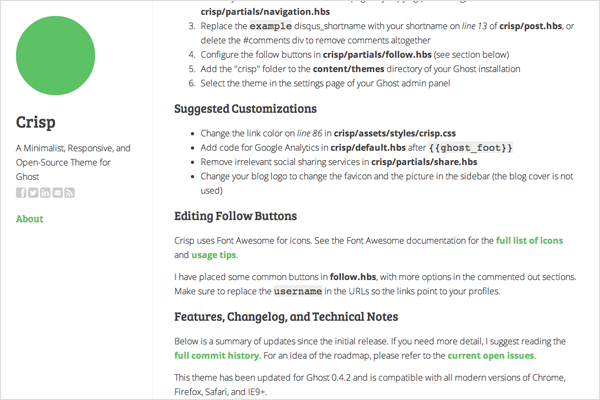 Crisp
A Minimalist, Responsive, and
Open-Source Theme for
Ghost
About
crisp/partials/navigation.hbs
3. Replace the example disqus_shortname with your shortname on line 13 of crisp/post.hbs, or
delete the #comments div to remove comments altogether
4. Configure the follow buttons in crisp/partials/follow.hbs (see section below)
5. Add the "crisp" folder to the content/themes directory of your Ghost installation
6. Select the theme in the settings page of your Ghost admin panel
Suggested Customizations
• Change the link color on line 86 in crisp/assets/styles/crisp.css
• Add code for Google Analytics in crisp/default.hbs after {{ghost_foot}}
• Remove irrelevant social sharing services in crisp/partials/share.hbs
• Change your blog logo to change the favicon and the picture in the sidebar (the blog cover is not
used)
Editing Follow Buttons
Crisp uses Font Awesome for icons. See the Font Awesome documentation for the full list of icons
and usage tips.
I have placed some common buttons in follow.hbs, with more options in the commented out sections.
Make sure to replace the username in the URLs so the links point to your profiles.
Features, Changelog, and Technical Notes
Below is a summary of updates since the initial release. If you need more detail, I suggest reading the
full commit history. For an idea of the roadmap, please refer to the current open issues.
This theme has been updated for Ghost 0.4.2 and is compatible with all modern versions of Chrome,
Firefox, Safari, and IE9+.